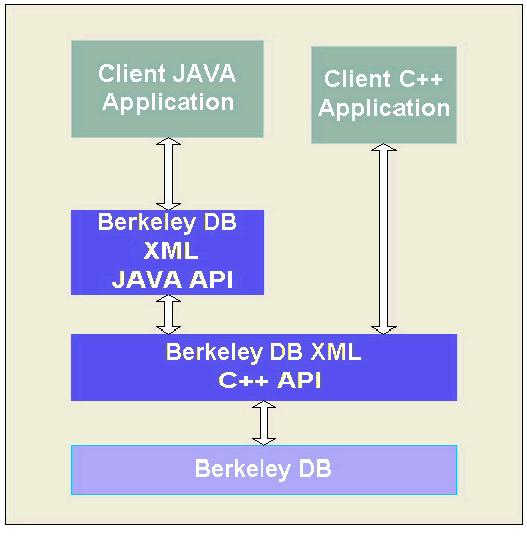 Client JAVA
Application
Client C++
Application
Berkeley DB
XML
JAVA API
Berkeley DB XML
C++ API
Berkeley DB